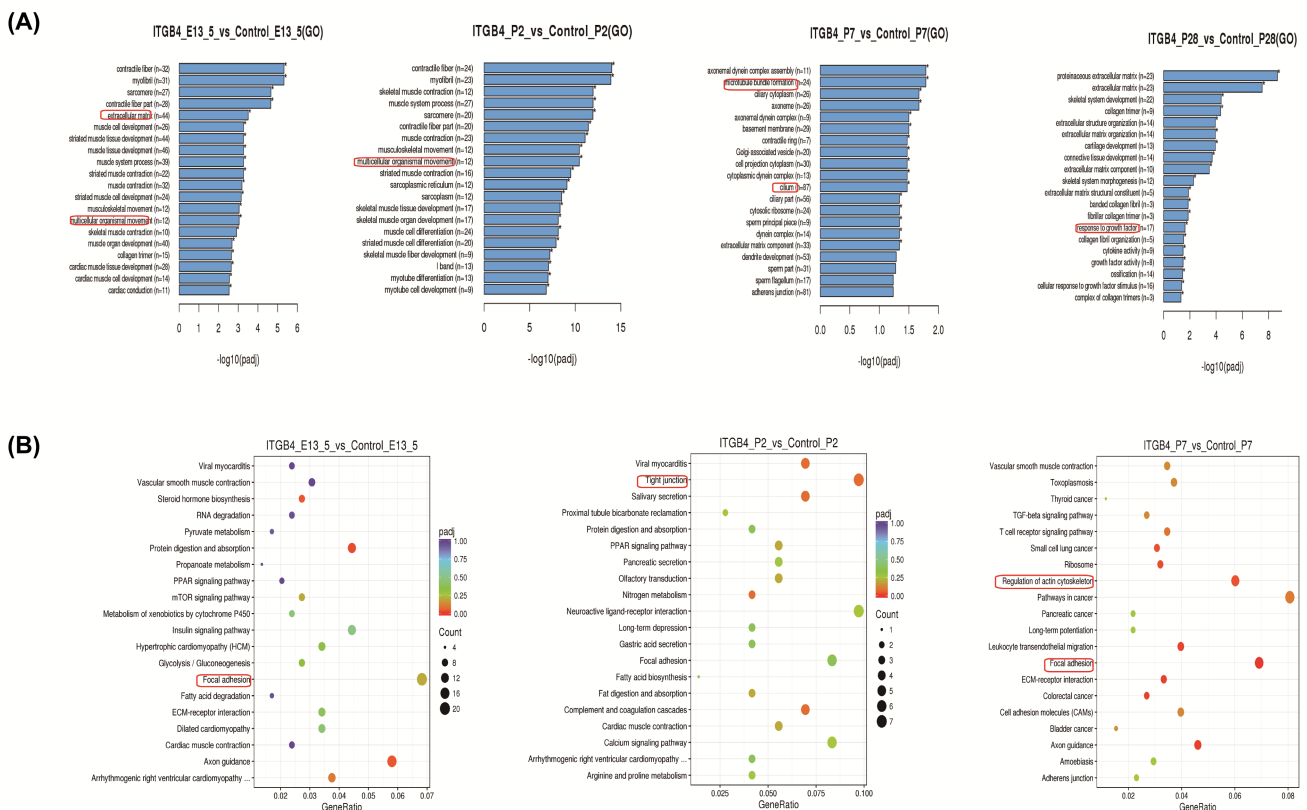 (A)
ITGB4_E13_5_vs_Control_E13_5(GO)
contractile fiber (n=32)
myofibril (n=31)
sarcomere (n=27)
contractile fiber part (n=28)
extracellular matri (n=44)
muscle cell development (n=26)
striated muscle tissue development (n=44)
muscle tissue development (n=46)
muscle system process (n=39)
striated muscle contraction (n=22)
muscle contraction (n=32)
striated muscle cell development (n=24)
musculoskeletal movement (n=12)
multicellular organismal movement (n=12)
skeletal muscle contraction (n=10)
muscle organ development (n=40)
collagen trimer (n=15)
cardiac muscle tissue development (n=28)
cardiac muscle cell development (n=14)
cardiac conduction (n=11)
0 1 2 3 4 5 6
-log10(padj)
ITGB4_P2_vs_Control_P2(GO)
contractile fiber (n=24)
myofibril (n=23)
skeletal muscle contraction (n=12)
muscle system process (n=27)
sarcomere (n=20)
contractile fiber part (n=20)
muscle contraction (n=23)
musculoskeletal movement (n=12)
multicellular organismal movement (n=12)
striated muscle contraction (n=16)
sarcoplasmic reticulum (n=12)
sarcoplasm (n=12)
skeletal muscle tissue development (n=17)
skeletal muscle organ development (n=17)
muscle cell differentiation (n=24)
striated muscle cell differentiation (n=20)
skeletal muscle fiber development (n=9)
I band (n=13)
myotube differentiation (n=13)
myotube cell development (n=9)
0 5 10 15
-log10(padj)
ITGB4_P7_vs_Control_P7(GO)
axonemal dynein complex assembly (n=11)
microtubule bundle formation (n=24)
ciliary cytoplasm (n=26)
axoneme (n=26)
axonemal dynein complex (n=9)
basement membrane (n=29)
contractile ring (n=7)
Golgi-associated vesicle (n=20)
cell projection cytoplasm (n=30)
cytoplasmic dynein complex (n=13)
cilium (n=87)
ciliary part (n=56)
cytosolic ribosome (n=24)
sperm principal piece (n=9)
dynein complex (n=14)
extracellular matrix component (n=33)
dendrite development (n=53)
sperm part (n=31)
sperm flagellum (n=17)
adherens junction (n=81)
0.0 0.5 1.0 1.5 2.0
-log10(padj)
ITGB4_P28_vs_Control_P28(GO)
proteinaceous extracellular matrix (n=23)
extracellular matrix (n=23)
skeletal system development (n=22)
collagen trimer (n=9)
extracellular structure organization (n=14)
extracellular matrix organization (n=14)
cartilage development (n=13)
connective tissue development (n=14)
extracellular matrix component (n=10)
skeletal system morphogenesis (n=12)
extracellular matrix structural constituent (n=5)
banded collagen fibril (n=3)
fibrillar collagen trimer (n=3)
response to growth factor (n=17)
collagen fibril organization (n=5)
cytokine activity (n=9)
growth factor activity (n=8)
ossification (n=14)
cellular response to growth factor stimulus (n=16)
complex of collagen trimers (n=3)
0 2 4 6 8
-log10(padj)
(B)
ITGB4_E13_5_vs_Control_E13_5
Viral myocarditis
Vascular smooth muscle contraction
Steroid hormone biosynthesis
RNA degradation
Pyruvate metabolism
Protein digestion and absorption
Propanoate metabolism
PPAR signaling pathway
mTOR signaling pathway
Metabolism of xenobiotics by cytochrome P450
Insulin signaling pathway
Hypertrophic cardiomyopathy (HCM)
Glycolysis / Gluconeogenesis
Focal adhesion
Fatty acid degradation
ECM-receptor interaction
Dilated cardiomyopathy
Cardiac muscle contraction
Axon guidance
Arrhythmogenic right ventricular cardiomyopathy ...
0.02 0.03 0.04 0.05 0.06 0.07
GeneRatio
padj
1.00
0.75
0.50
0.25
0.00
Count
4
8
12
16
20
ITGB4_P2_vs_Control_P2
Viral myocarditis
Tight junction
Salivary secretion
Proximal tubule bicarbonate reclamation
Protein digestion and absorption
PPAR signaling pathway
Pancreatic secretion
Olfactory transduction
Nitrogen metabolism
Neuroactive ligand-receptor interaction
Long-term depression
Gastric acid secretion
Focal adhesion
Fatty acid biosynthesis
Fat digestion and absorption
Complement and coagulation cascades
Cardiac muscle contraction
Calcium signaling pathway
Arrhythmogenic right ventricular cardiomyopathy ...
Arginine and proline metabolism
0.025 0.050 0.075 0.100
GeneRatio
padj
1.00
0.75
0.50
0.25
0.00
Count
1
2
3
4
5
6
7
ITGB4_P7_vs_Control_P7
Vascular smooth muscle contraction
Toxoplasmosis
Thyroid cancer
TGF-beta signaling pathway
T cell receptor signaling pathway
Small cell lung cancer
Ribosome
Regulation of actin cytoskeleton
Pathways in cancer
Pancreatic cancer
Long-term potentiation
Leukocyte transendothelial migration
Focal adhesion
ECM-receptor interaction
Colorectal cancer
Cell adhesion molecules (CAMs)
Bladder cancer
Axon guidance
Amoebiasis
Adherens junction
0.02 0.04 0.06 0.08
GeneRatio